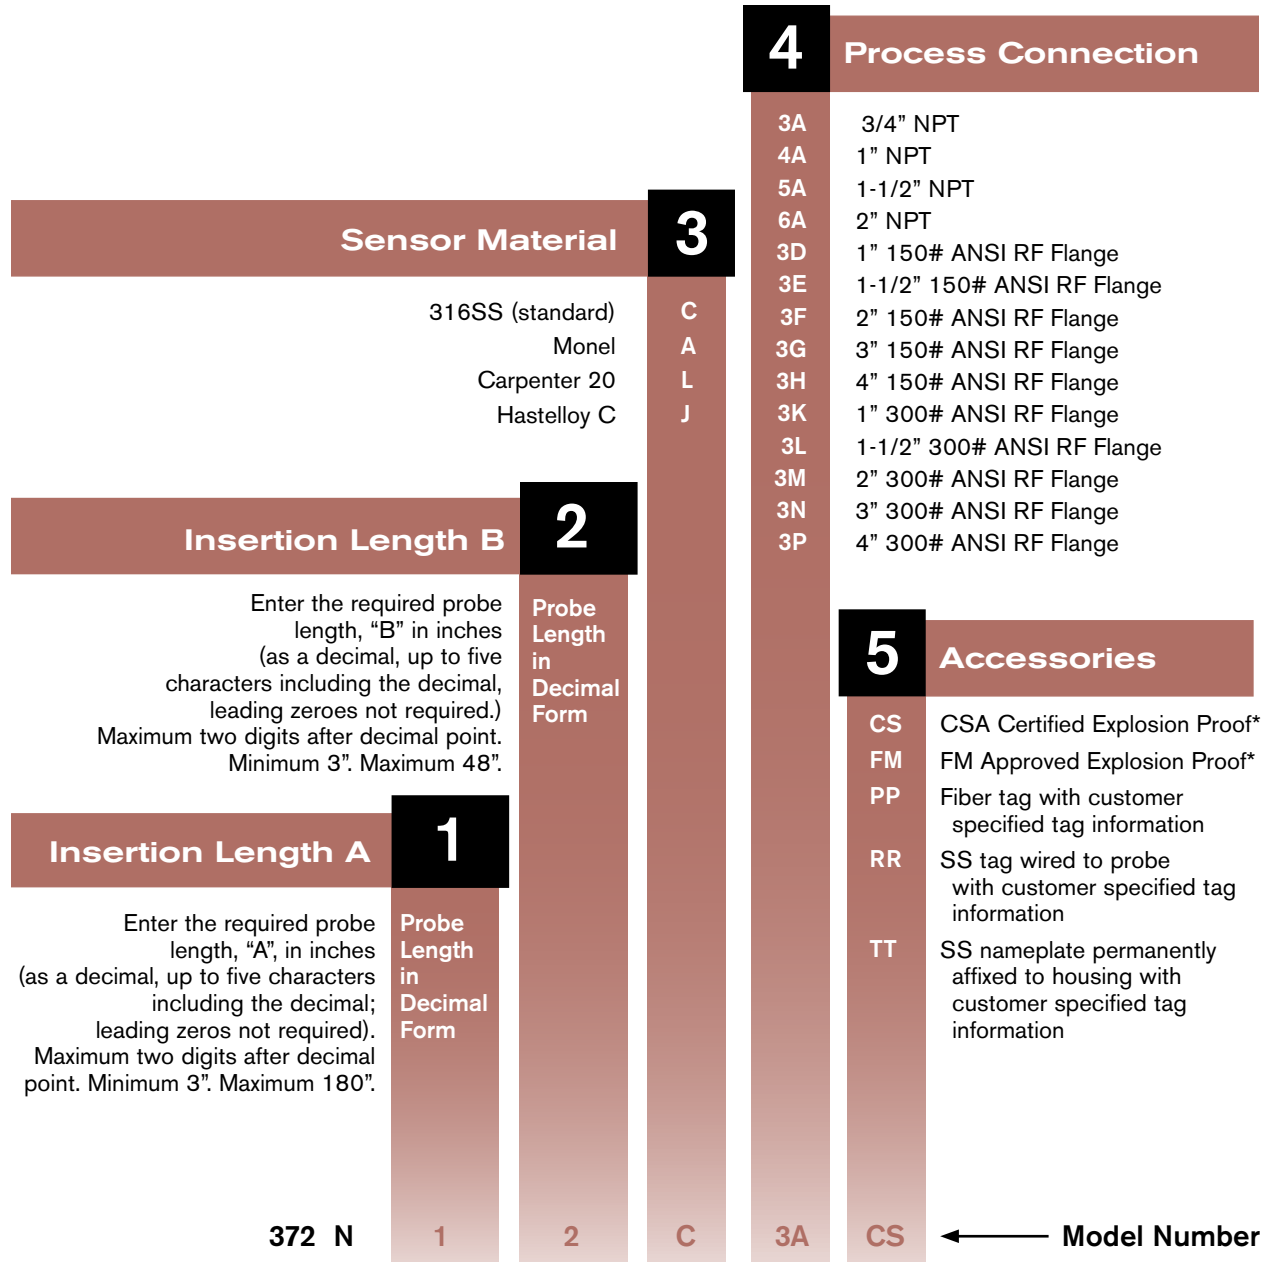 4 Process Connection
3A 3/4” NPT
4A 1” NPT
5A 1-1/2” NPT
6A 2” NPT
3D 1” 150# ANSI RF Flange
3E 1-1/2” 150# ANSI RF Flange
3F 2” 150# ANSI RF Flange
3G 3” 150# ANSI RF Flange
3H 4” 150# ANSI RF Flange
3K 1” 300# ANSI RF Flange
3L 1-1/2” 300# ANSI RF Flange
3M 2” 300# ANSI RF Flange
3N 3” 300# ANSI RF Flange
3P 4” 300# ANSI RF Flange
Sensor Material 3
316SS (standard) C
Monel A
Carpenter 20 L
Hastelloy C J
Insertion Length B 2
Enter the required probe
length, “B” in inches
(as a decimal, up to five
characters including the decimal,
leading zeroes not required.)
Maximum two digits after decimal point.
Minimum 3”. Maximum 48”.
Probe
Length
in
Decimal
Form
5 Accessories
CS CSA Certified Explosion Proof*
FM FM Approved Explosion Proof*
PP Fiber tag with customer
specified tag information
RR SS tag wired to probe
with customer specified tag
information
TT SS nameplate permanently
affixed to housing with
customer specified tag
information
Insertion Length A 1
Enter the required probe
length, “A”, in inches
(as a decimal, up to five characters
including the decimal;
leading zeros not required).
Maximum two digits after decimal
point. Minimum 3”. Maximum 180”.
Probe
Length
in
Decimal
Form
372 N 1 2 C 3A CS Model Number